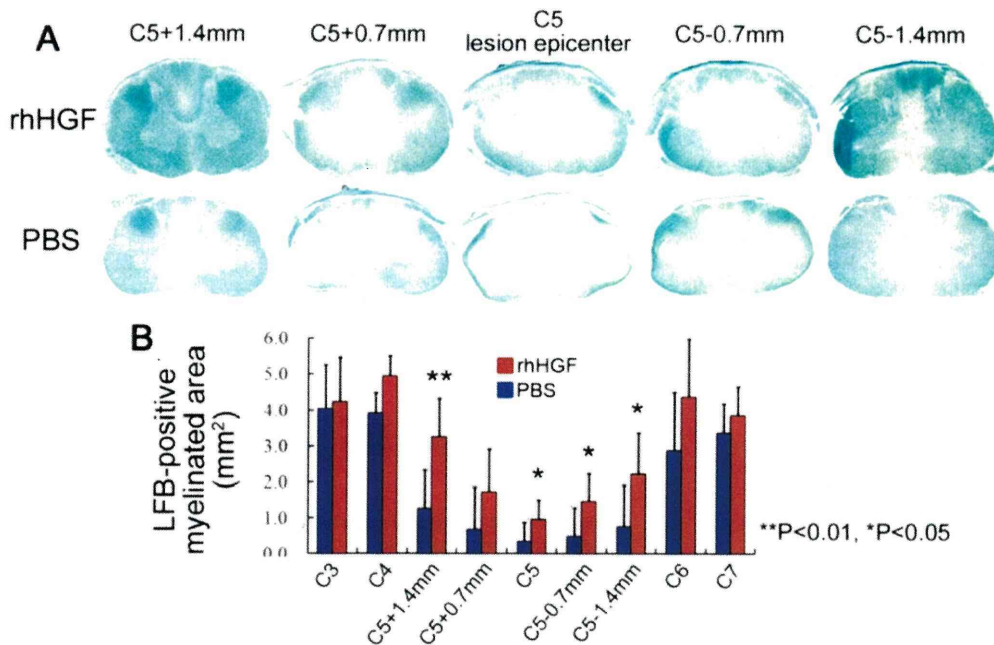 A
C5+1.4mm
C5+0.7mm
C5
lesion epicenter
C5-0.7mm
C5-1.4mm
rhHGF
PBS
B
LFB-positive
myelinated area
(mm²)
6.0
5.0
4.0
3.0
2.0
1.0
0.0
rhHGF
PBS
**
*
*
*
**P<0.01, *P<0.05
C3
C4
C5+1.4mm
C5+0.7mm
C5
C5-0.7mm
C5-1.4mm
C6
C7